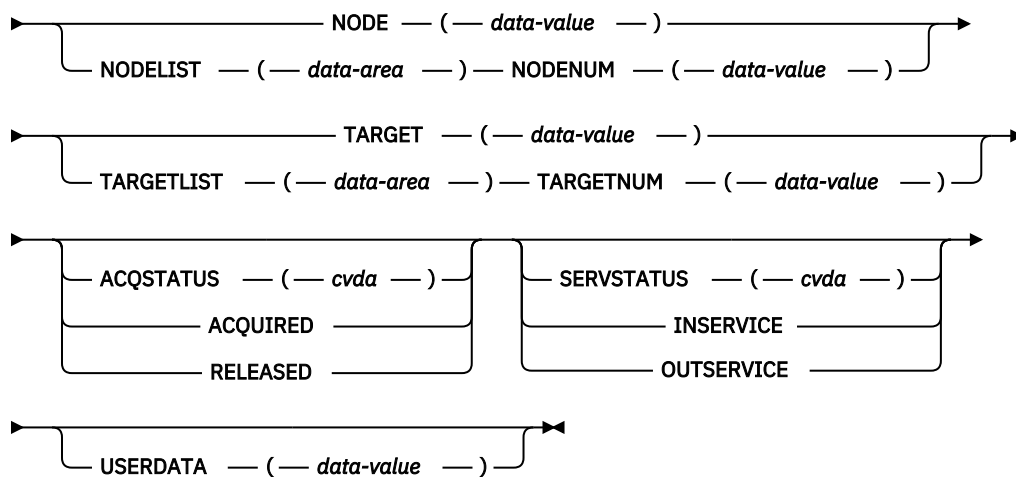 NODE ( data-value )
NODELIST ( data-area ) NODENUM ( data-value )
TARGET ( data-value )
TARGETLIST ( data-area ) TARGETNUM ( data-value )
ACQSTATUS ( cvda ) SERVSTATUS ( cvda )
ACQUIRED INSERVICE
RELEASED OUTSERVICE
USERDATA ( data-value )